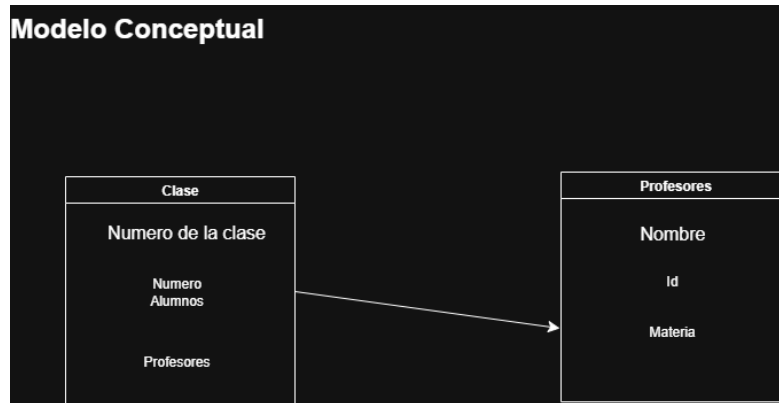 Modelo Conceptual
Clase
Numero de la clase
Numero
Alumnos
Profesores
Profesores
Nombre
Id
Materia